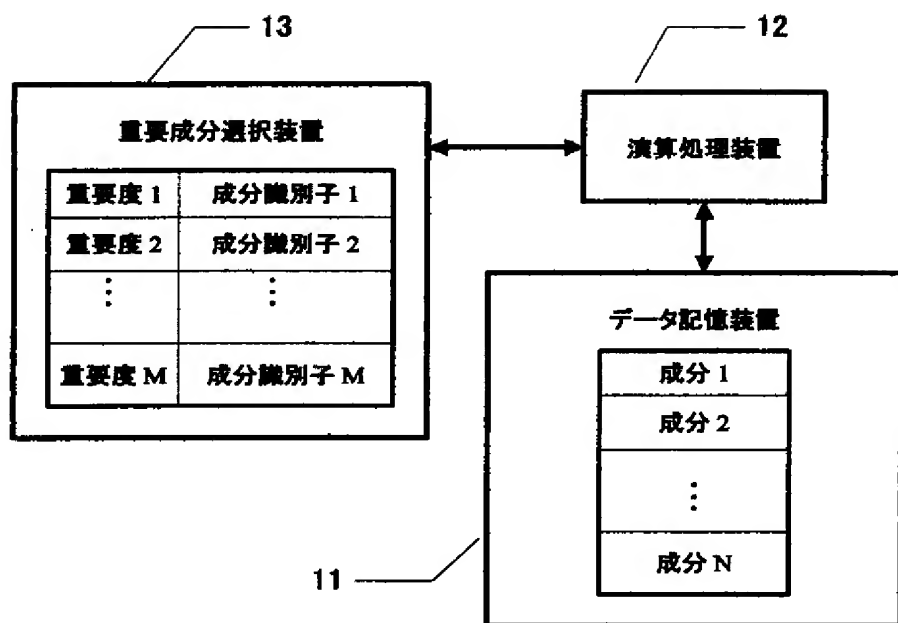 13
重要成分選択装置
重要度 1 成分識別子 1
重要度 2 成分識別子 2
⋮ ⋮
重要度 M 成分識別子 M
12
演算処理装置
データ記憶装置
成分 1
成分 2
⋮
成分 N
11